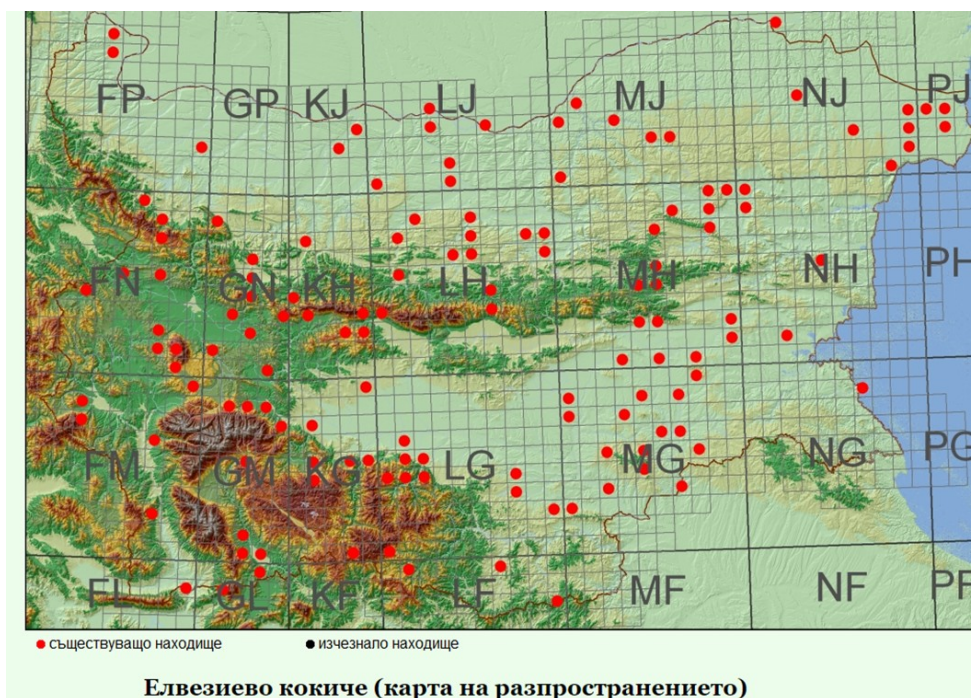 FP GP KJ LJ MJ NJ PJ
FN GN KH LH MH NH PH
FM GM KG LG MG NG PG
FL GL KF LF MF NF PF
съществуващо находище изчезнало находище
Елвезиево кокиче (карта на разпространението)